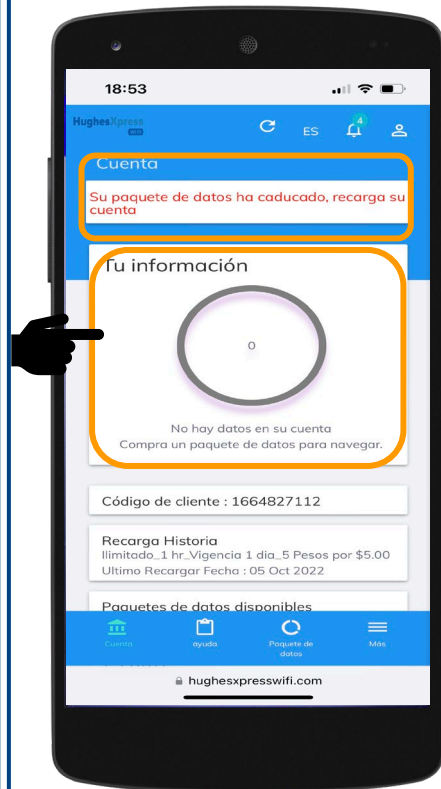 18:53
HughesXpress
WiFi
ES
4
Cuenta
Su paquete de datos ha caducado, recarga su
cuenta
Tu información
0
No hay datos en su cuenta
Compra un paquete de datos para navegar.
Código de cliente : 1664827112
Recarga Historia
Ilimitado_1 hr_Vigencia 1 dia_5 Pesos por $5.00
Ultimo Recargar Fecha : 05 Oct 2022
Paquetes de datos disponibles
Cuenta
ayuda
Paquete de
datos
Más
hughesxpresswifi.com